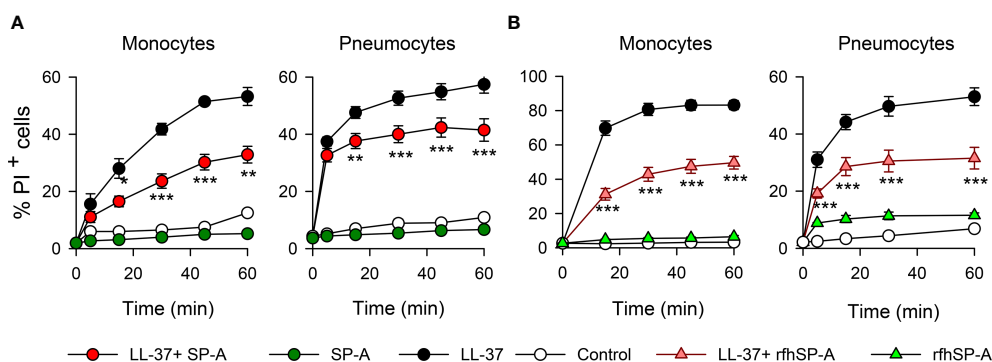 A
B
Monocytes
Pneumocytes
Monocytes
Pneumocytes
% PI + cells
60
40
20
0
*
***
***
**
0 20 40 60
Time (min)
60
40
20
0
**
***
***
***
0 20 40 60
Time (min)
100
80
60
40
20
0
***
***
***
***
0 20 40 60
Time (min)
60
40
20
0
***
***
***
***
0 20 40 60
Time (min)
LL-37+ SP-A SP-A LL-37 Control LL-37+ rfhSP-A rfhSP-A